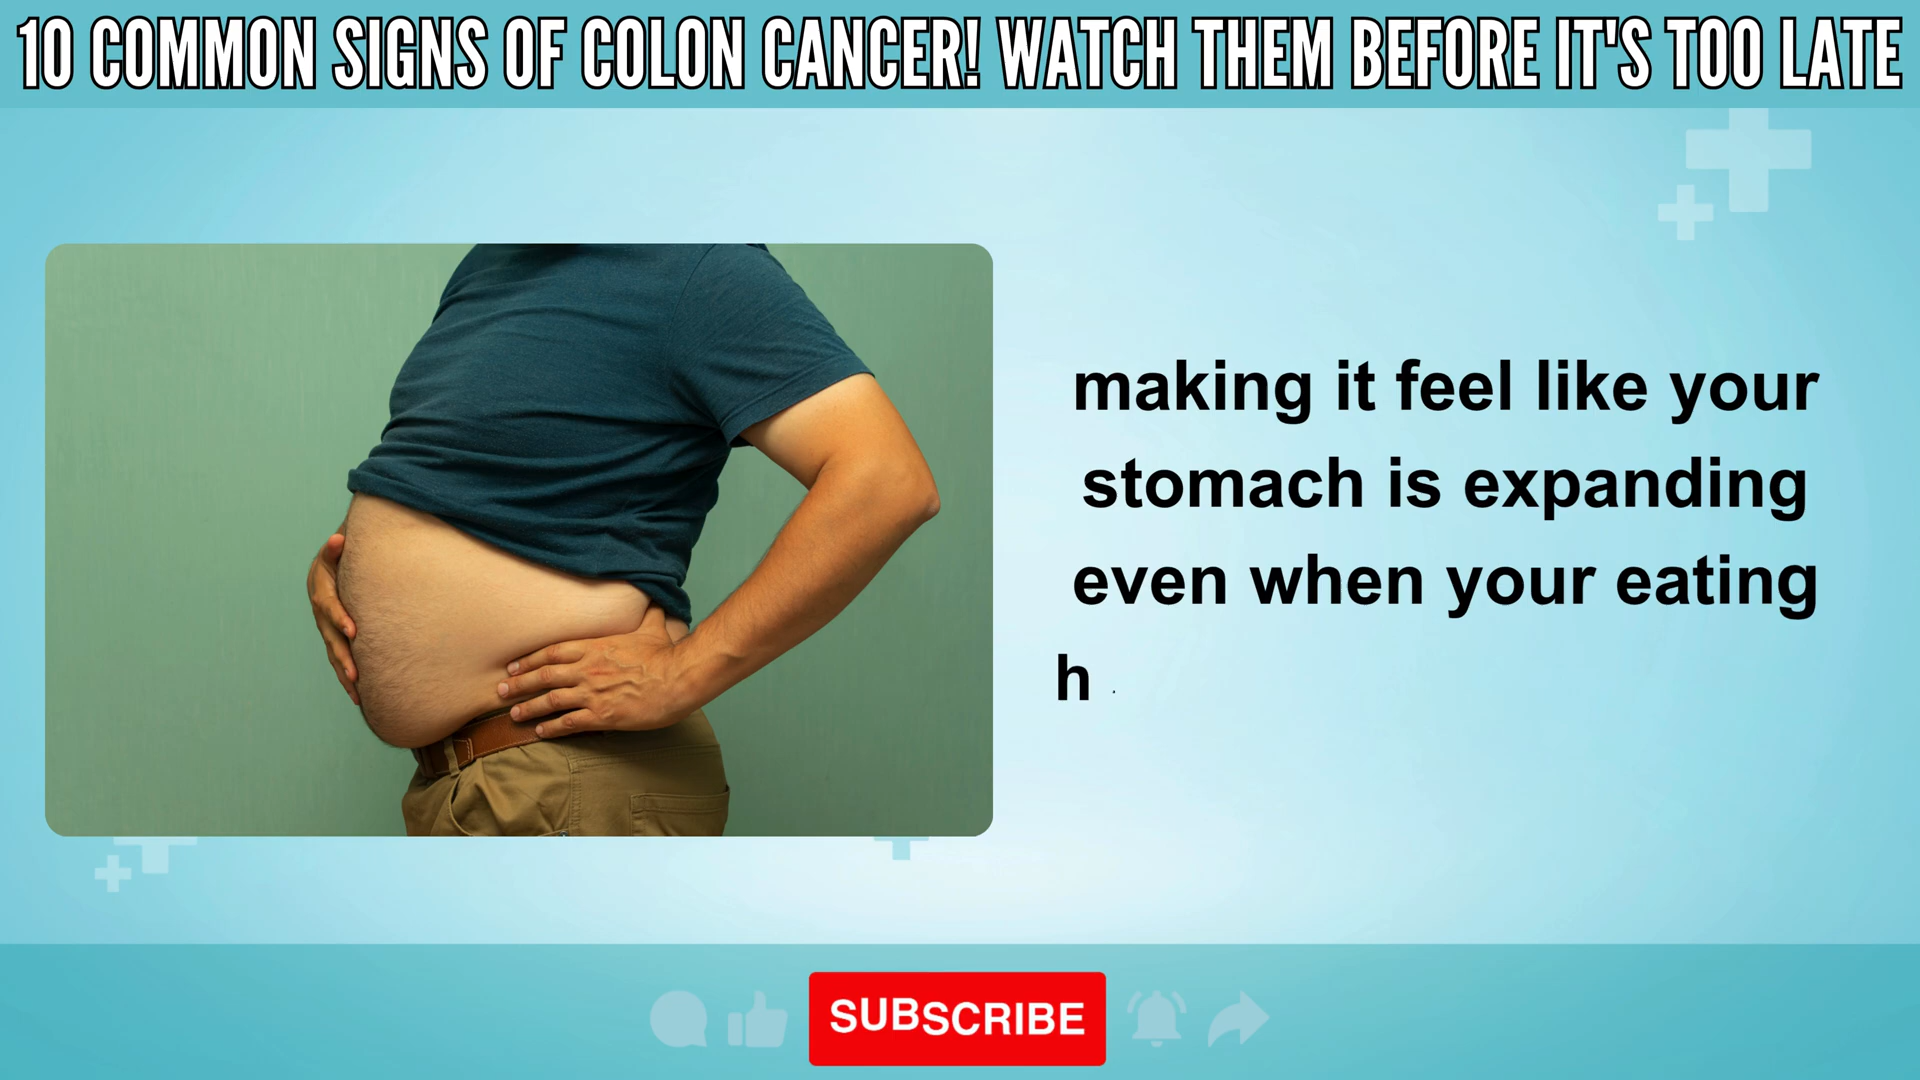 10 COMMON SIGNS OF COLON CANCER! WATCH THEM BEFORE IT'S TOO LATE
making it feel like your
stomach is expanding
even when your eating
h
SUBSCRIBE